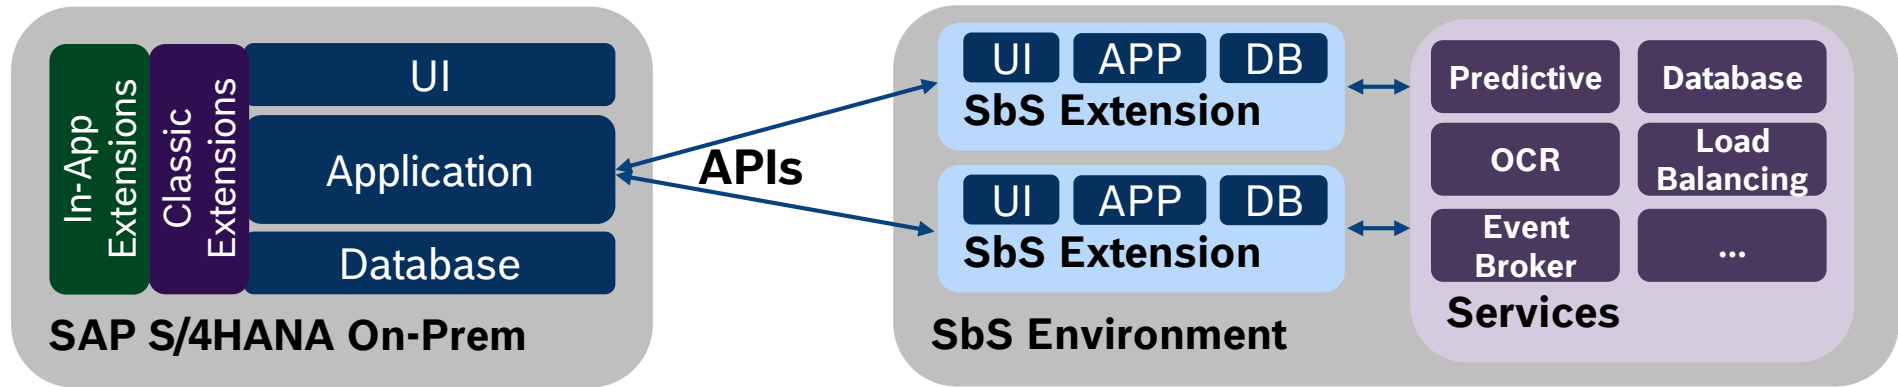 In-App
Extensions
Classic
Extensions
UI
Application
Database
SAP S/4HANA On-Prem
APIs
UI
APP
DB
SbS Extension
UI
APP
DB
SbS Extension
SbS Environment
Predictive
Database
OCR
Load
Balancing
Event
Broker
...
Services